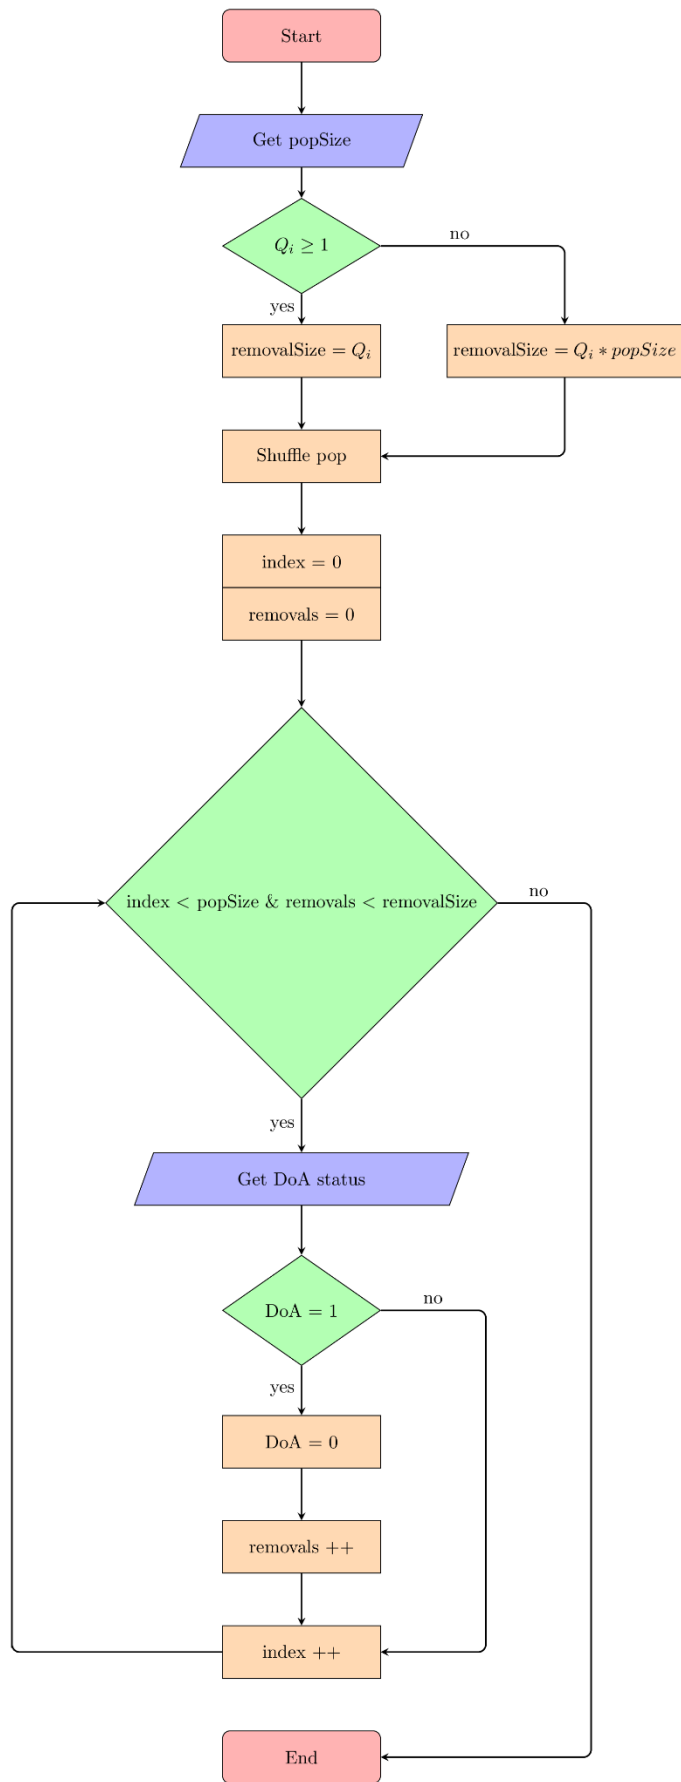 Start
Get popSize
Q_i ≥ 1
no
yes
removalSize = Q_i
removalSize = Q_i * popSize
Shuffle pop
index = 0
removals = 0
index < popSize & removals < removalSize
no
yes
Get DoA status
DoA = 1
no
yes
DoA = 0
removals ++
index ++
End